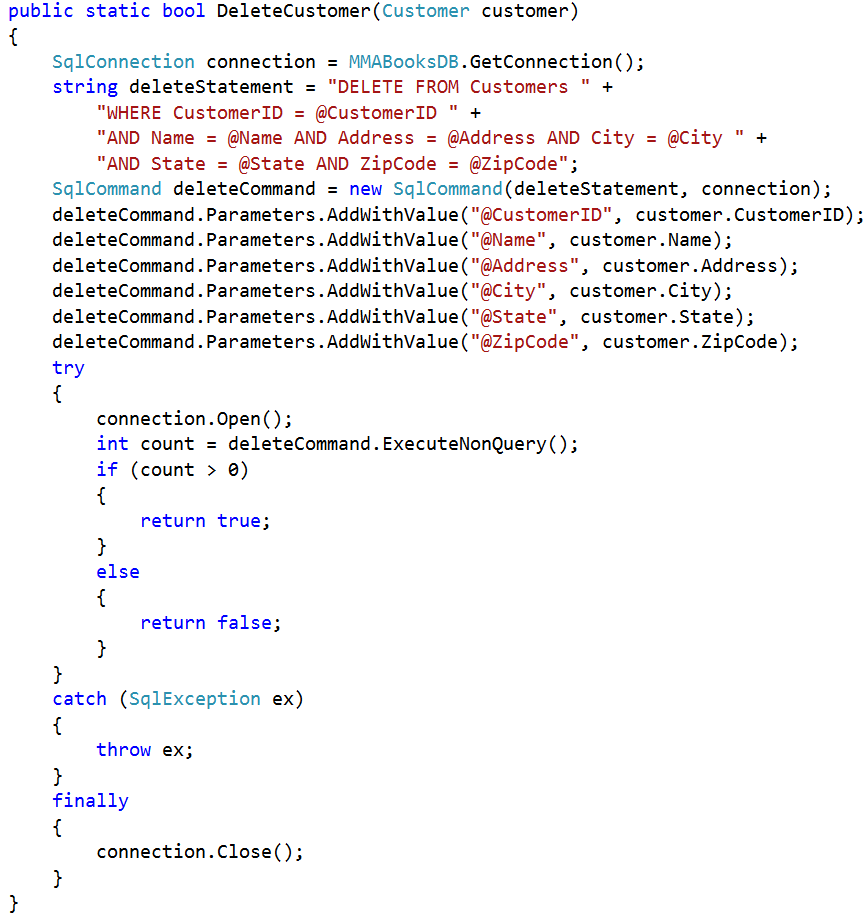 public static bool DeleteCustomer(Customer customer)
{
    SqlConnection connection = MMABooksDB.GetConnection();
    string deleteStatement = "DELETE FROM Customers " +
        "WHERE CustomerID = @CustomerID " +
        "AND Name = @Name AND Address = @Address AND City = @City " +
        "AND State = @State AND ZipCode = @ZipCode";
    SqlCommand deleteCommand = new SqlCommand(deleteStatement, connection);
    deleteCommand.Parameters.AddWithValue("@CustomerID", customer.CustomerID);
    deleteCommand.Parameters.AddWithValue("@Name", customer.Name);
    deleteCommand.Parameters.AddWithValue("@Address", customer.Address);
    deleteCommand.Parameters.AddWithValue("@City", customer.City);
    deleteCommand.Parameters.AddWithValue("@State", customer.State);
    deleteCommand.Parameters.AddWithValue("@ZipCode", customer.ZipCode);
    try
    {
        connection.Open();
        int count = deleteCommand.ExecuteNonQuery();
        if (count > 0)
        {
            return true;
        }
        else
        {
            return false;
        }
    }
    catch (SqlException ex)
    {
        throw ex;
    }
    finally
    {
        connection.Close();
    }
}